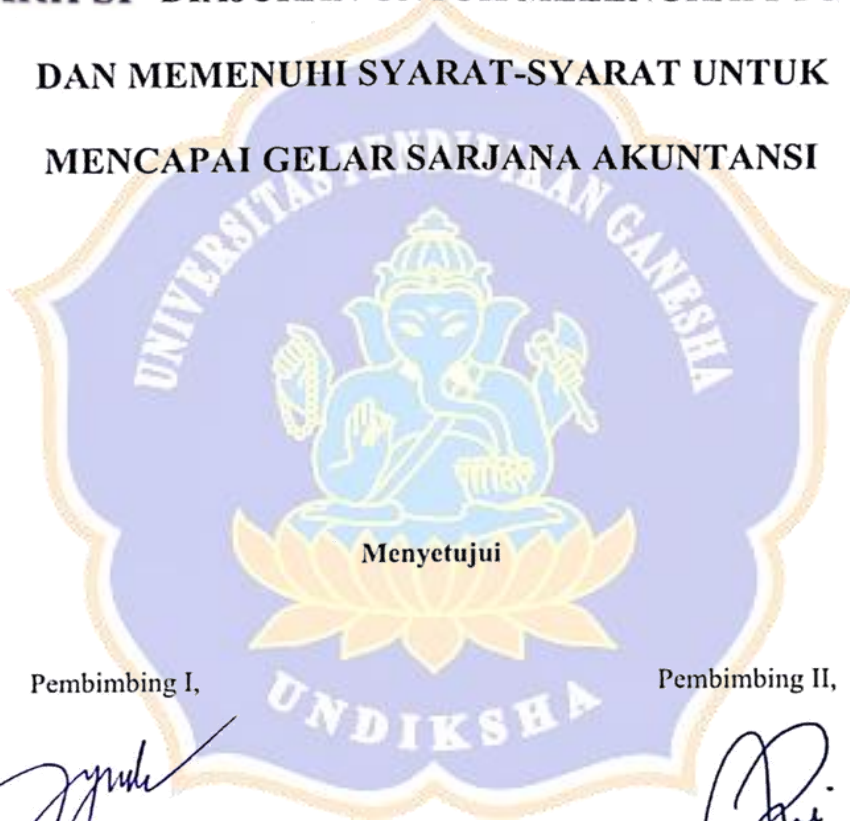 DAN MEMENUHI SYARAT-SYARAT UNTUK
MENCAPAI GELAR SARJANA AKUNTANSI
UNIVERSITAS PENDIDIKAN GANESHA
Menyetujui
Pembimbing I,
Pembimbing II,
UNDIKSHA